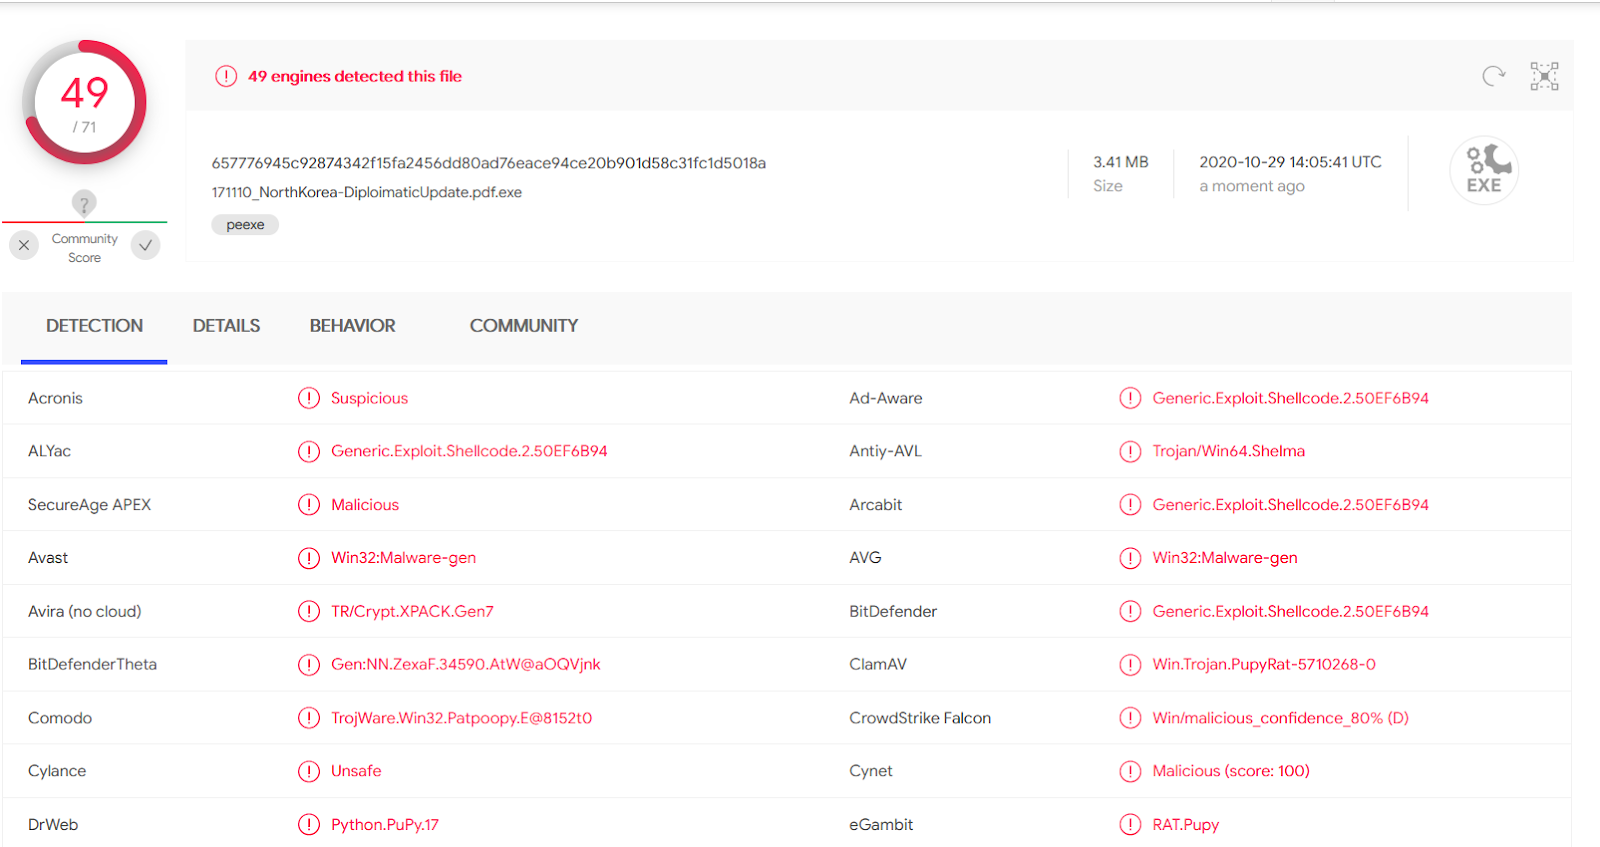 49
/ 71
?
Community
Score
49 engines detected this file
657776945c92874342f15fa2456dd80ad76eace94ce20b901d58c31fc1d5018a
171110_NorthKorea-DiploimaticUpdate.pdf.exe
peexe
3.41 MB
Size
2020-10-29 14:05:41 UTC
a moment ago
EXE
DETECTION DETAILS BEHAVIOR COMMUNITY
Acronis Suspicious Ad-Aware Generic.Exploit.Shellcode.2.50EF6B94
ALYac Generic.Exploit.Shellcode.2.50EF6B94 Antiy-AVL Trojan/Win64.Shelma
SecureAge APEX Malicious Arcabit Generic.Exploit.Shellcode.2.50EF6B94
Avast Win32:Malware-gen AVG Win32:Malware-gen
Avira (no cloud) TR/Crypt.XPACK.Gen7 BitDefender Generic.Exploit.Shellcode.2.50EF6B94
BitDefenderTheta Gen:NN.ZexaF.34590.AtW@aOQVjnk ClamAV Win.Trojan.PupyRat-5710268-0
Comodo TrojWare.Win32.Patpoopy.E@8152t0 CrowdStrike Falcon Win/malicious_confidence_80% (D)
Cylance Unsafe Cynet Malicious (score: 100)
DrWeb Python.PuPy.17 eGambit RAT.Pupy